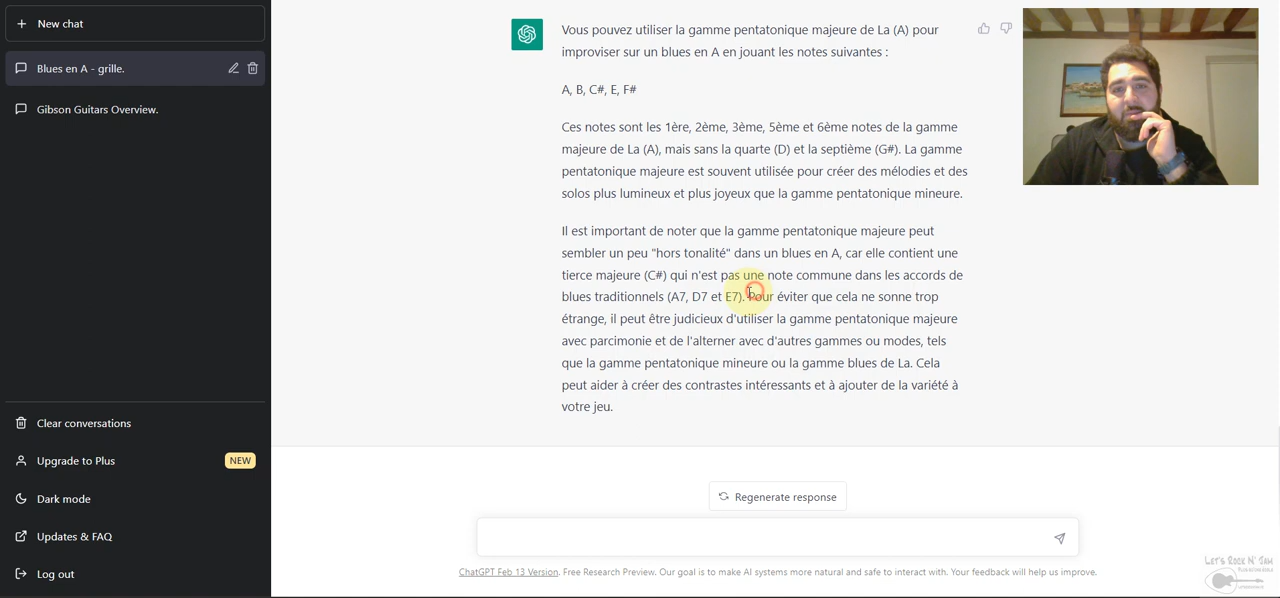 New chat
Blues en A - grille.
Gibson Guitars Overview.
Clear conversations
Upgrade to Plus
NEW
Dark mode
Updates & FAQ
Log out
Vous pouvez utiliser la gamme pentatonique majeure de La (A) pour
improviser sur un blues en A en jouant les notes suivantes :
A, B, C#, E, F#
Ces notes sont les 1ère, 2ème, 3ème, 5ème et 6ème notes de la gamme
majeure de La (A), mais sans la quarte (D) et la septième (G#). La gamme
pentatonique majeure est souvent utilisée pour créer des mélodies et des
solos plus lumineux et plus joyeux que la gamme pentatonique mineure.
Il est important de noter que la gamme pentatonique majeure peut
sembler un peu "hors tonalité" dans un blues en A, car elle contient une
tierce majeure (C#) qui n'est pas une note commune dans les accords de
blues traditionnels (A7, D7 et E7). Pour éviter que cela ne sonne trop
étrange, il peut être judicieux d'utiliser la gamme pentatonique majeure
avec parcimonie et de l'alterner avec d'autres gammes ou modes, tels
que la gamme pentatonique mineure ou la gamme blues de La. Cela
peut aider à créer des contrastes intéressants et à ajouter de la variété à
votre jeu.
Regenerate response
ChatGPT Feb 13 Version. Free Research Preview. Our goal is to make AI systems more natural and safe to interact with. Your feedback will help us improve.
Let's Rock N' Jam